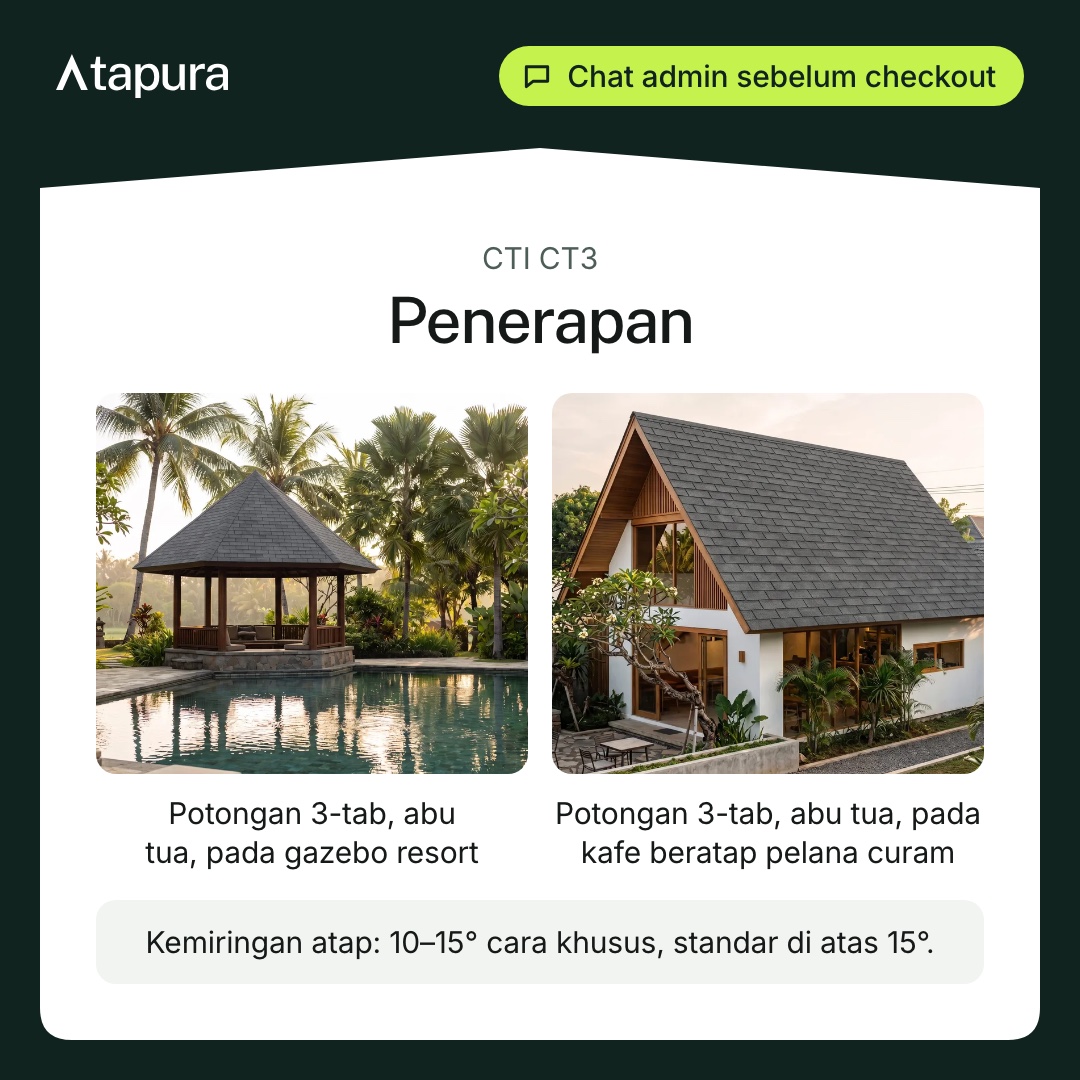 Atapura
Chat admin sebelum checkout
CTI CT3
Penerapan
Potongan 3-tab, abu
tua, pada gazebo resort
Potongan 3-tab, abu tua, pada
kafe beratap pelana curam
Kemiringan atap: 10–15° cara khusus, standar di atas 15°.